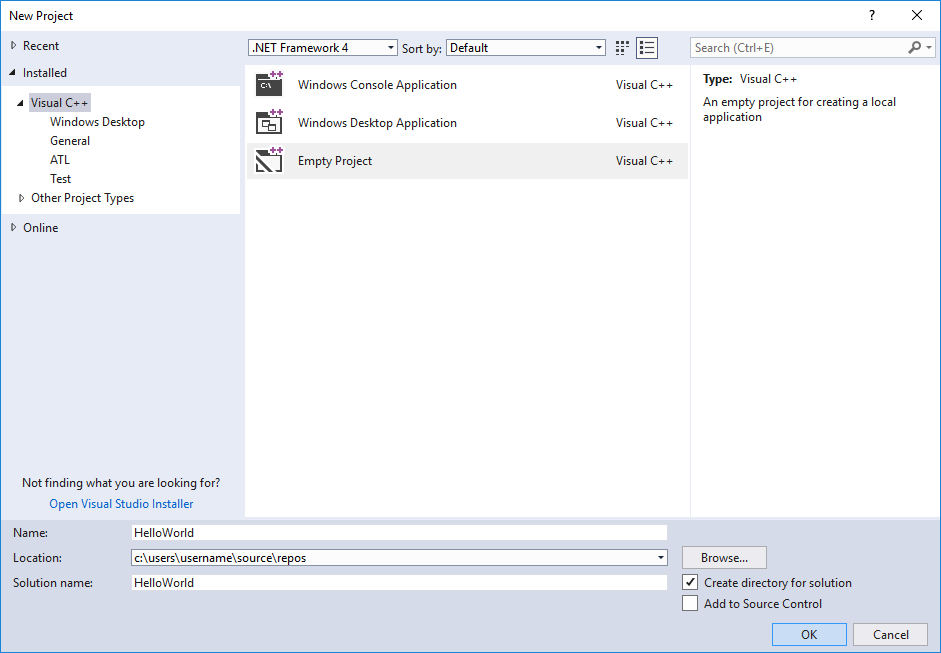 New Project
?
Recent
.NET Framework 4
Sort by:
Default
Search (Ctrl+E)
Installed
Visual C++
Windows Desktop
General
ATL
Test
Other Project Types
Online
Windows Console Application
Visual C++
Windows Desktop Application
Visual C++
Empty Project
Visual C++
Type: Visual C++
An empty project for creating a local
application
Not finding what you are looking for?
Open Visual Studio Installer
Name:
HelloWorld
Location:
c:\users\username\source\repos
Browse...
Solution name:
HelloWorld
Create directory for solution
Add to Source Control
OK
Cancel